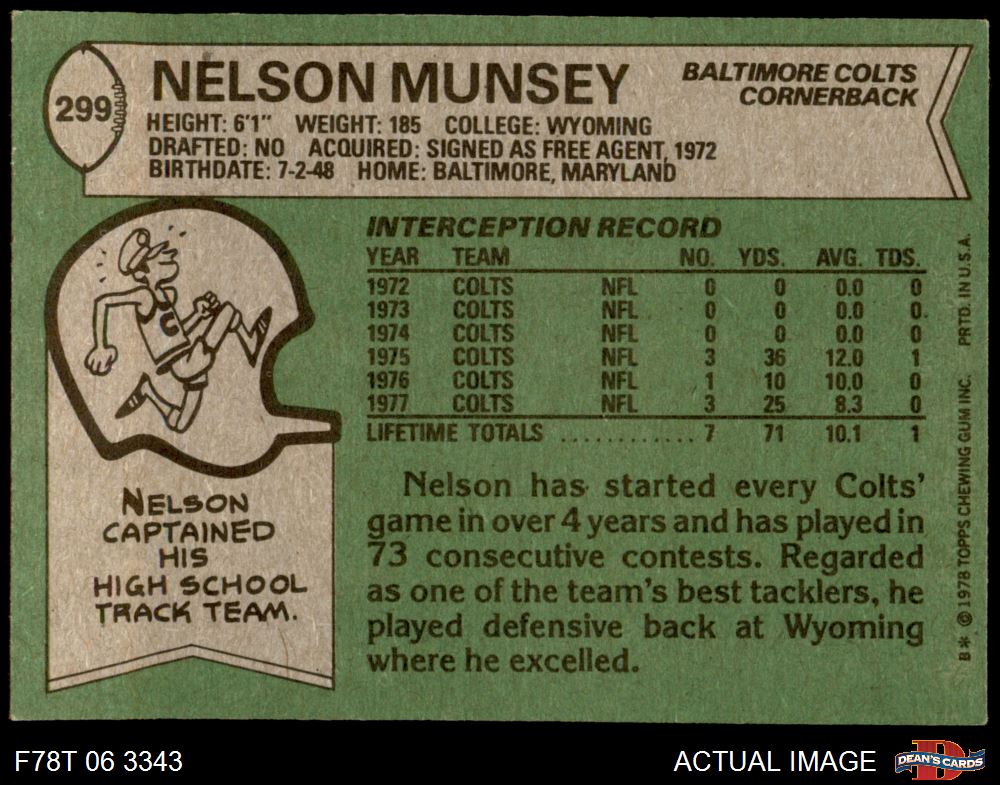 299
NELSON MUNSEY
BALTIMORE COLTS
CORNERBACK
HEIGHT: 6'1" WEIGHT: 185 COLLEGE: WYOMING
DRAFTED: NO ACQUIRED: SIGNED AS FREE AGENT, 1972
BIRTHDATE: 7-2-48 HOME: BALTIMORE, MARYLAND
C
NELSON
CAPTAINED
HIS
HIGH SCHOOL
TRACK TEAM.
INTERCEPTION RECORD
YEAR TEAM NO. YDS. AVG. TDS.
1972 COLTS NFL 0 0 0.0 0
1973 COLTS NFL 0 0 0.0 0
1974 COLTS NFL 0 0 0.0 0
1975 COLTS NFL 3 36 12.0 1
1976 COLTS NFL 1 10 10.0 0
1977 COLTS NFL 3 25 8.3 0
LIFETIME TOTALS ............ 7 71 10.1 1
Nelson has started every Colts'
game in over 4 years and has played in
73 consecutive contests. Regarded
as one of the team's best tacklers, he
played defensive back at Wyoming
where he excelled.
B* ©1978 TOPPS CHEWING GUM INC. PRTD. IN U.S.A.
F78T 06 3343
ACTUAL IMAGE
D
DEAN'S CARDS